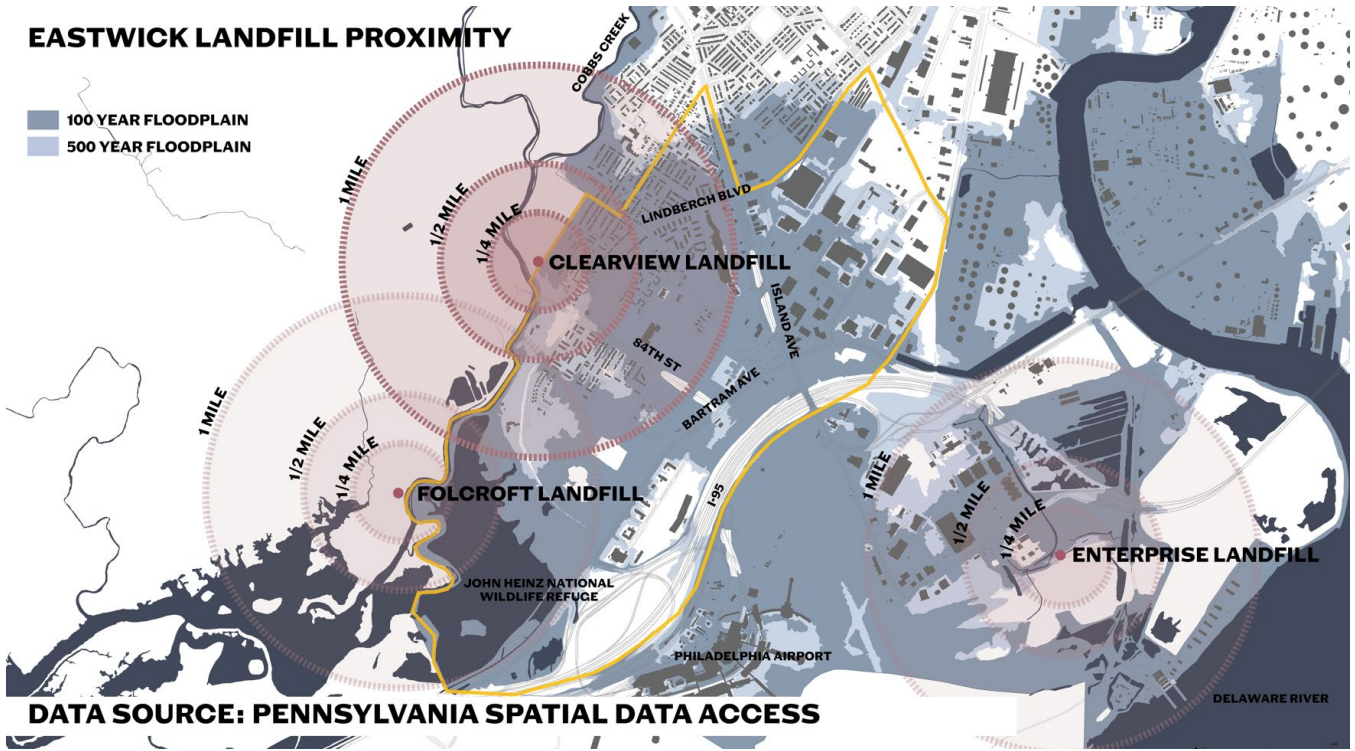 EASTWICK LANDFILL PROXIMITY
100 YEAR FLOODPLAIN
500 YEAR FLOODPLAIN
COBBS CREEK
1 MILE
1/2 MILE
1/4 MILE
CLEARVIEW LANDFILL
LINDBERCH BLVD
ISLAND AVE
84TH ST
BARTRAM AVE
1 MILE
1/2 MILE
1/4 MILE
FOLCROFT LANDFILL
I-95
1 MILE
1/2 MILE
1/4 MILE
ENTERPRISE LANDFILL
JOHN HEINZ NATIONAL
WILDLIFE REFUGE
PHILADELPHIA AIRPORT
DELAWARE RIVER
DATA SOURCE: PENNSYLVANIA SPATIAL DATA ACCESS